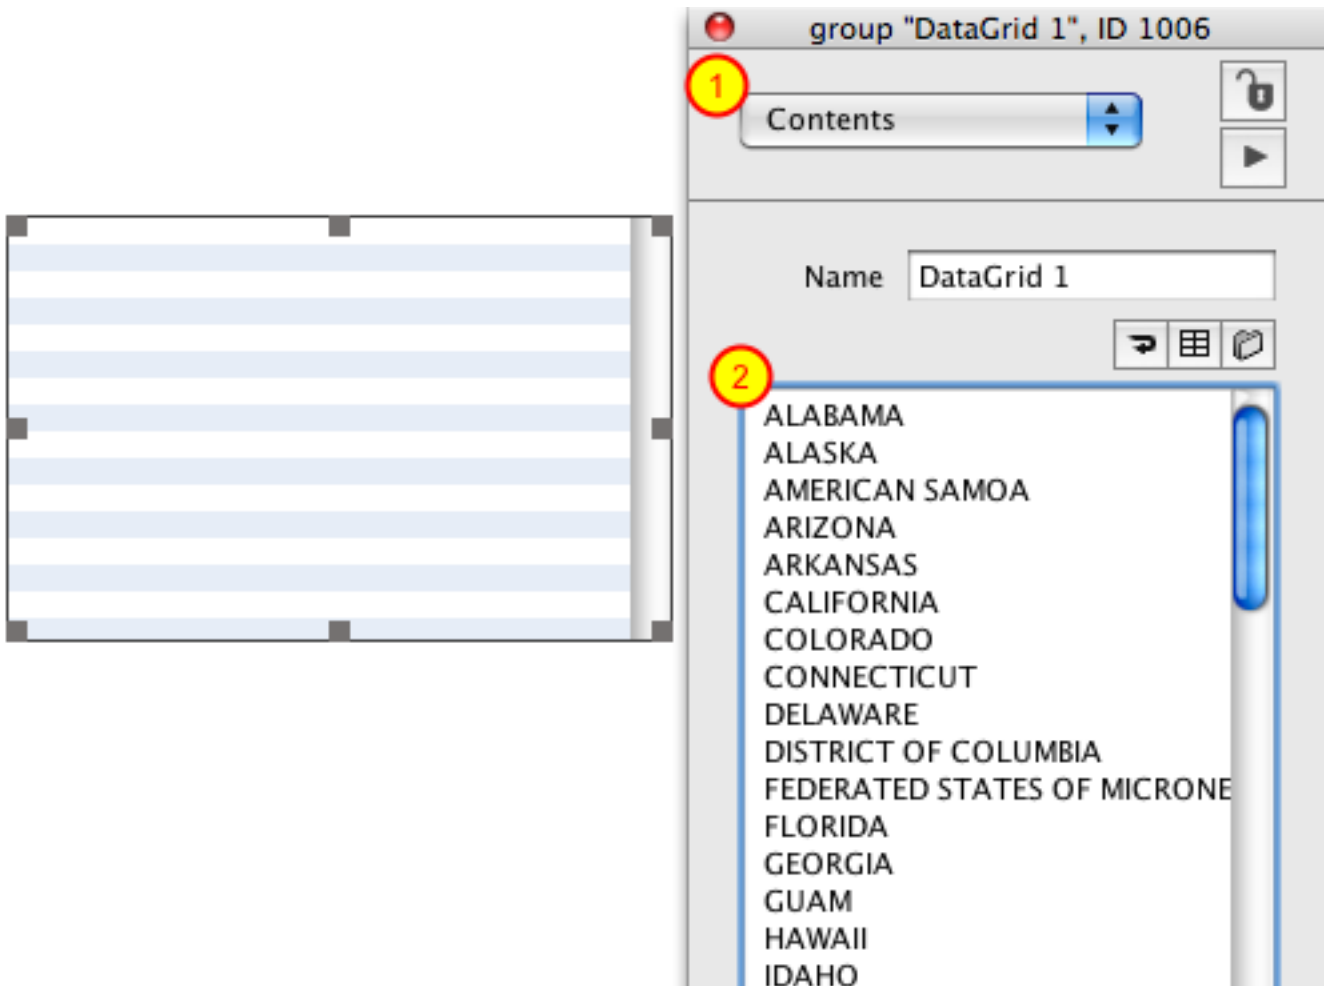 group "DataGrid 1", ID 1006
1
Contents
Name DataGrid 1
2
ALABAMA
ALASKA
AMERICAN SAMOA
ARIZONA
ARKANSAS
CALIFORNIA
COLORADO
CONNECTICUT
DELAWARE
DISTRICT OF COLUMBIA
FEDERATED STATES OF MICRONE
FLORIDA
GEORGIA
GUAM
HAWAII
IDAHO